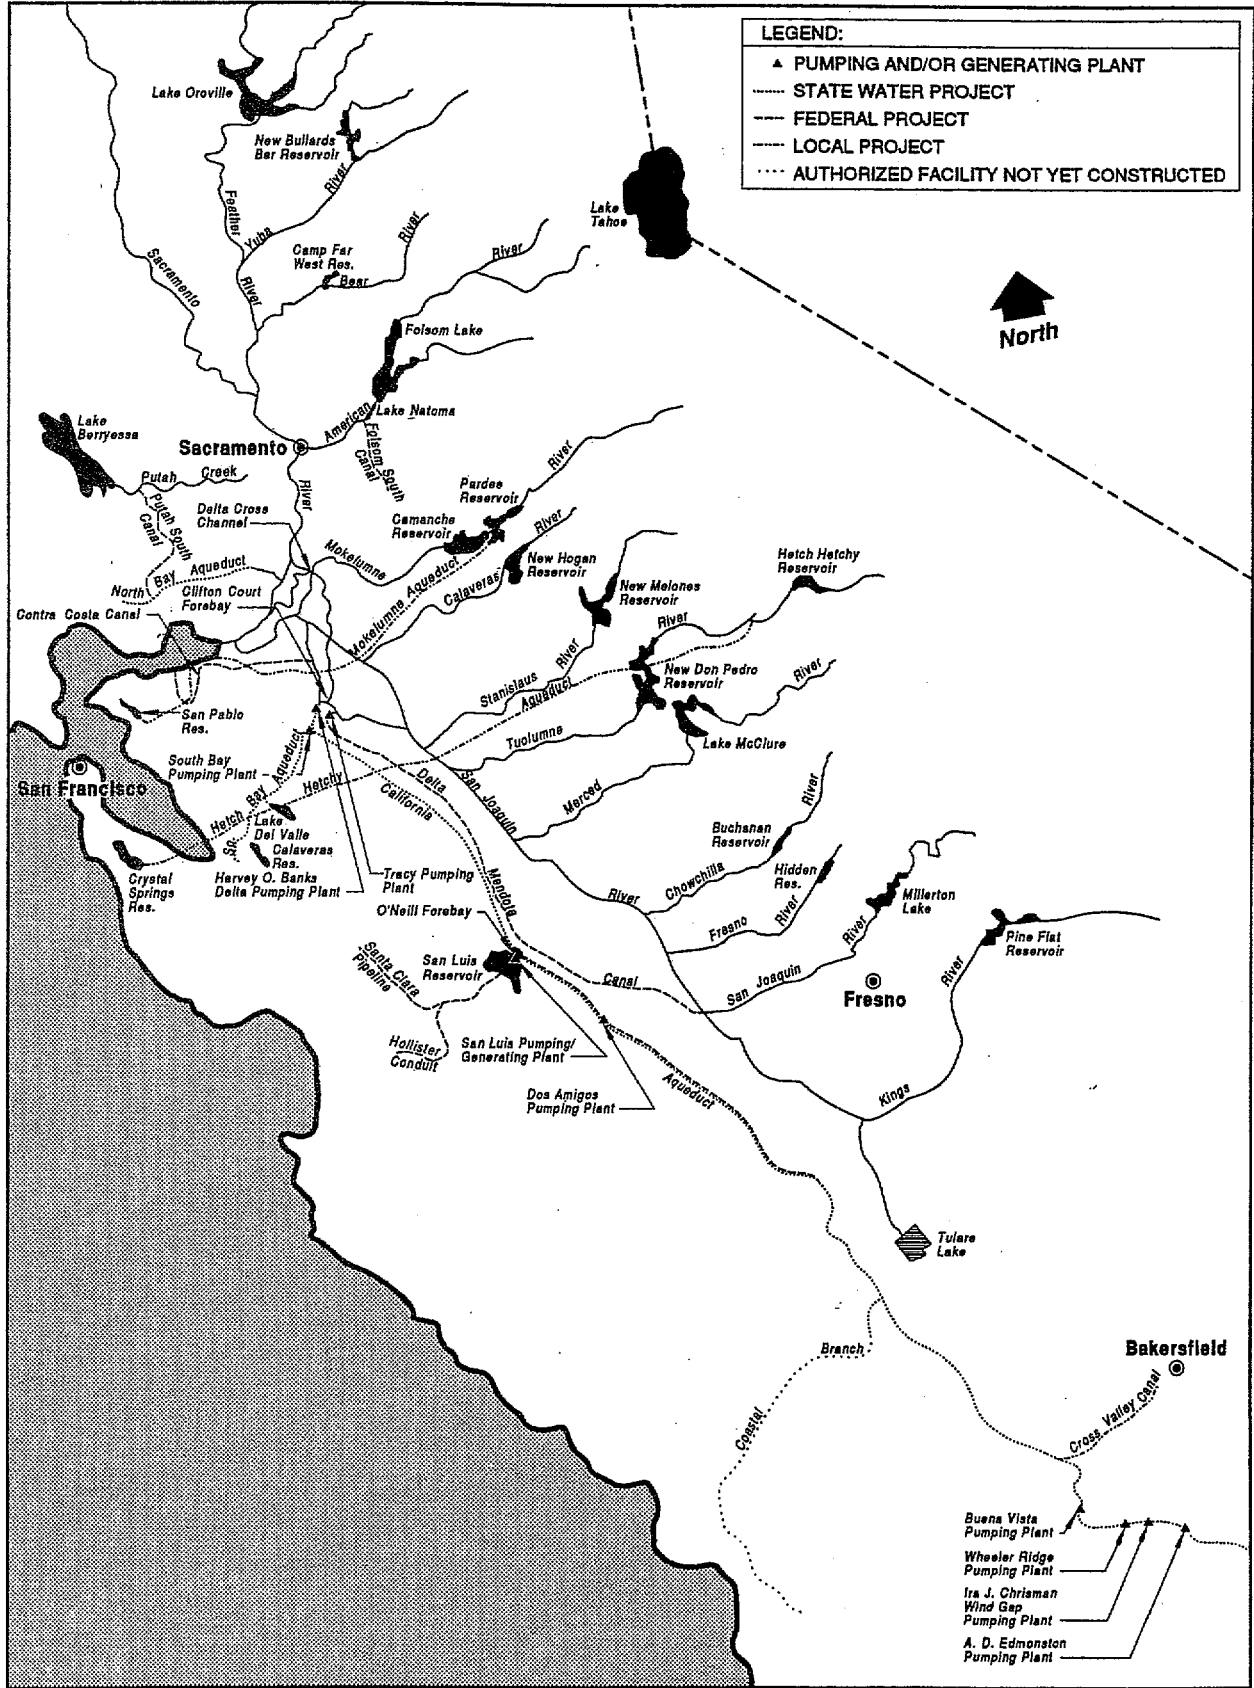 LEGEND:
PUMPING AND/OR GENERATING PLANT
STATE WATER PROJECT
FEDERAL PROJECT
LOCAL PROJECT
AUTHORIZED FACILITY NOT YET CONSTRUCTED
North
Lake Oroville
New Bullards
Bar Reservoir
River
Feather
River
Yuba
Lake
Tahoe
Camp Far
West Res.
Bear
River
River
Sacramento
Folsom Lake
Lake Natoma
American
Folsom South
Canal
Lake
Berryessa
Sacramento
River
Putah Creek
Putah South
Canal
Delta Cross
Channel
Pardee
Reservoir
River
Camanche
Reservoir
Mokelumne
River
New Hogan
Reservoir
Calaveras
Mokelumne Aqueduct
North Bay Aqueduct
Clifton Court
Forebay
Contra Costa Canal
New Melones
Reservoir
Hetch Hetchy
Reservoir
River
Stanislaus
River
New Don Pedro
Reservoir
Aqueduct
River
Lake McClure
Tuolumne
Merced
San Pablo
Res.
South Bay
Pumping Plant
San Francisco
Hetch
Hetchy
So.
Bay
Aqueduct
Lake
Del Valle
Calaveras
Res.
Crystal
Springs
Res.
Harvey O. Banks
Delta Pumping Plant
Tracy Pumping
Plant
Delta
Mendota
Canal
California
Aqueduct
San Joaquin
River
Buchanan
Reservoir
River
Chowchilla
Hidden
Res.
River
Fresno
Millerton
Lake
River
San Joaquin
Fresno
Pine Flat
Reservoir
River
Kings
O'Neill Forebay
San Luis
Reservoir
Santa Clara
Pipeline
Hollister
Conduit
San Luis Pumping/
Generating Plant
Dos Amigos
Pumping Plant
Tulare
Lake
Branch
Coastal
Bakersfield
Cross Valley Canal
Buena Vista
Pumping Plant
Wheeler Ridge
Pumping Plant
Ira J. Chrisman
Wind Gap
Pumping Plant
A. D. Edmonston
Pumping Plant